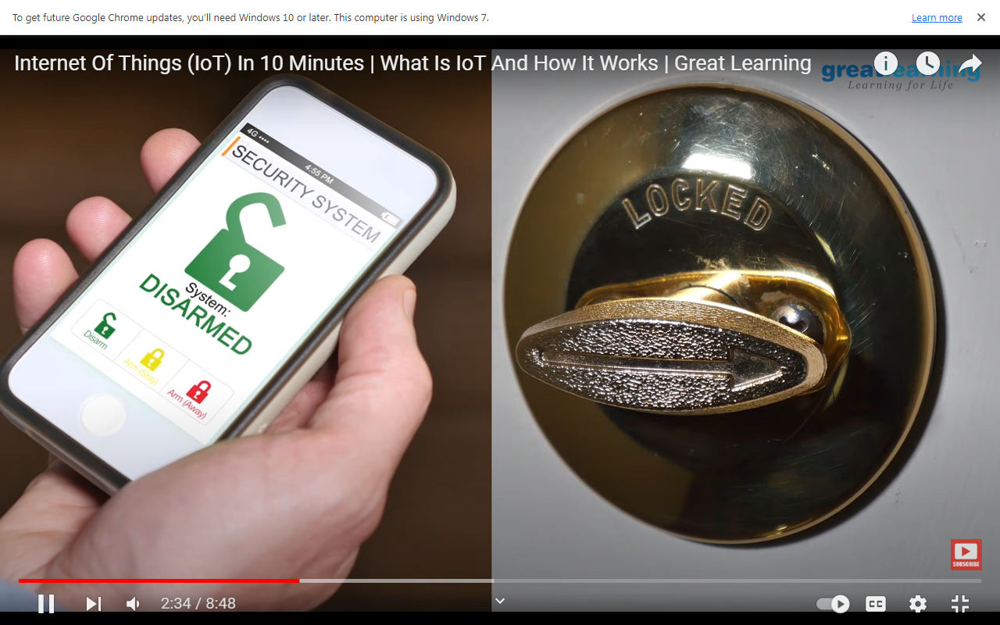 To get future Google Chrome updates, you'll need Windows 10 or later. This computer is using Windows 7.
Learn more
Internet Of Things (IoT) In 10 Minutes | What Is IoT And How It Works | Great Learning
great learning
Learning for Life
4G
4:55 PM
SECURITY SYSTEM
System:
DISARMED
Disarm
Arm (Stay)
Arm (Away)
LOCKED
SUBSCRIBE
2:34 / 8:48
CC